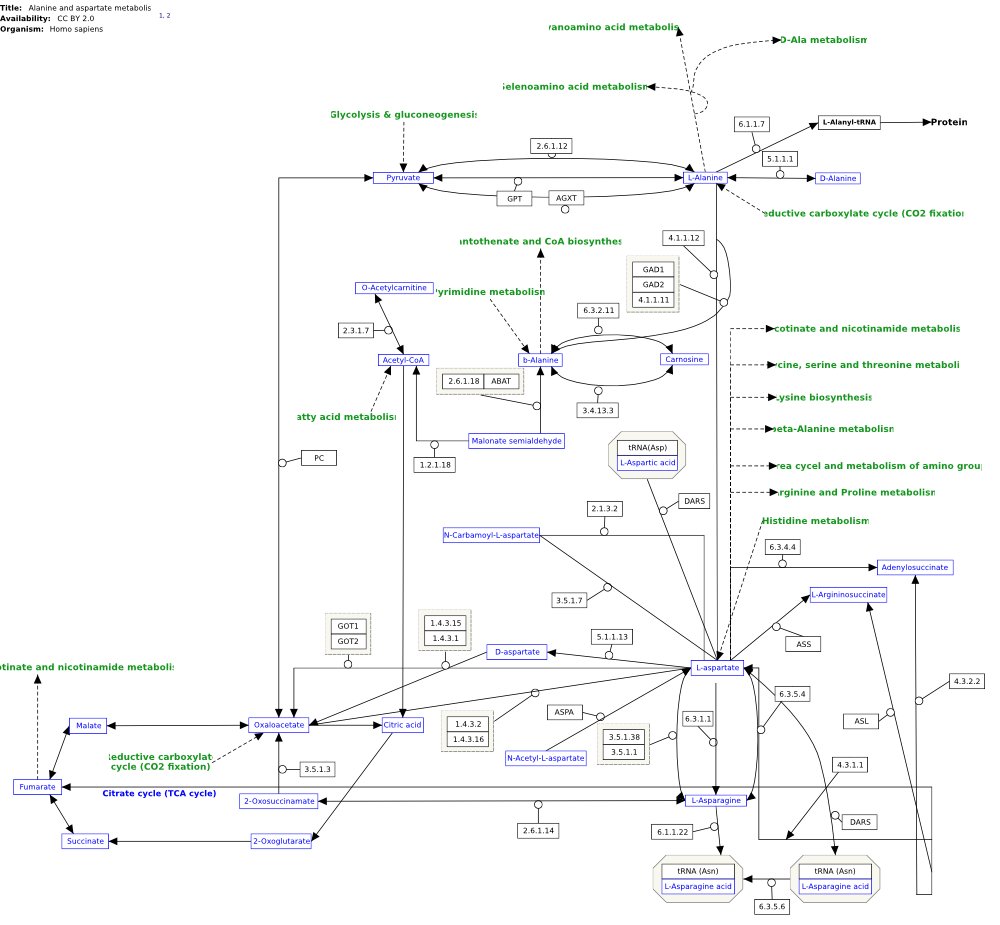 Title: Alanine and aspartate metabolis
Availability: CC BY 2.0
Organism: Homo sapiens
1, 2
vanoamino acid metabolis
D-Ala metabolism
elenoamino acid metabolism
Glycolysis & gluconeogenesis
6.1.1.7
L-Alanyl-tRNA
Protein
2.6.1.12
5.1.1.1
Pyruvate
L-Alanine
D-Alanine
GPT
AGXT
eductive carboxylate cycle (CO2 fixation
4.1.1.12
ntothenate and CoA biosynthes
GAD1
GAD2
4.1.1.11
O-Acetylcarnitine
yrimidine metabolism
6.3.2.11
2.3.1.7
cotinate and nicotinamide metabolis
Acetyl-CoA
b-Alanine
Carnosine
cine, serine and threonine metaboli
2.6.1.18
ABAT
ysine biosynthesis
atty acid metabolis
3.4.13.3
eta-Alanine metabolism
Malonate semialdehyde
tRNA(Asp)
L-Aspartic acid
PC
1.2.1.18
rea cycel and metabolism of amino grou
rginine and Proline metabolism
DARS
2.1.3.2
Histidine metabolism
N-Carbamoyl-L-aspartate
6.3.4.4
Adenylosuccinate
3.5.1.7
L-Argininosuccinate
GOT1
GOT2
1.4.3.15
1.4.3.1
5.1.1.13
ASS
D-aspartate
otinate and nicotinamide metabolis
L-aspartate
4.3.2.2
6.3.5.4
ASPA
6.3.1.1
ASL
Malate
Oxaloacetate
Citric acid
1.4.3.2
1.4.3.16
3.5.1.38
3.5.1.1
eductive carboxylat
cycle (CO2 fixation)
N-Acetyl-L-aspartate
3.5.1.3
4.3.1.1
Fumarate
Citrate cycle (TCA cycle)
2-Oxosuccinamate
L-Asparagine
DARS
2.6.1.14
6.1.1.22
Succinate
2-Oxoglutarate
tRNA (Asn)
L-Asparagine acid
tRNA (Asn)
L-Asparagine acid
6.3.5.6